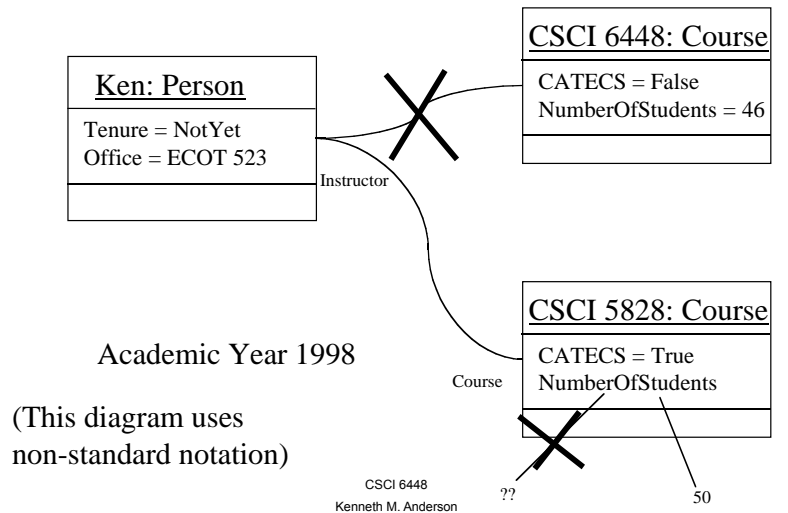 Ken: Person
Tenure = NotYet
Office = ECOT 523
Instructor
CSCI 6448: Course
CATECS = False
NumberOfStudents = 46
CSCI 5828: Course
CATECS = True
NumberOfStudents
Course
Academic Year 1998
(This diagram uses
non-standard notation)
??
50
CSCI 6448
Kenneth M. Anderson